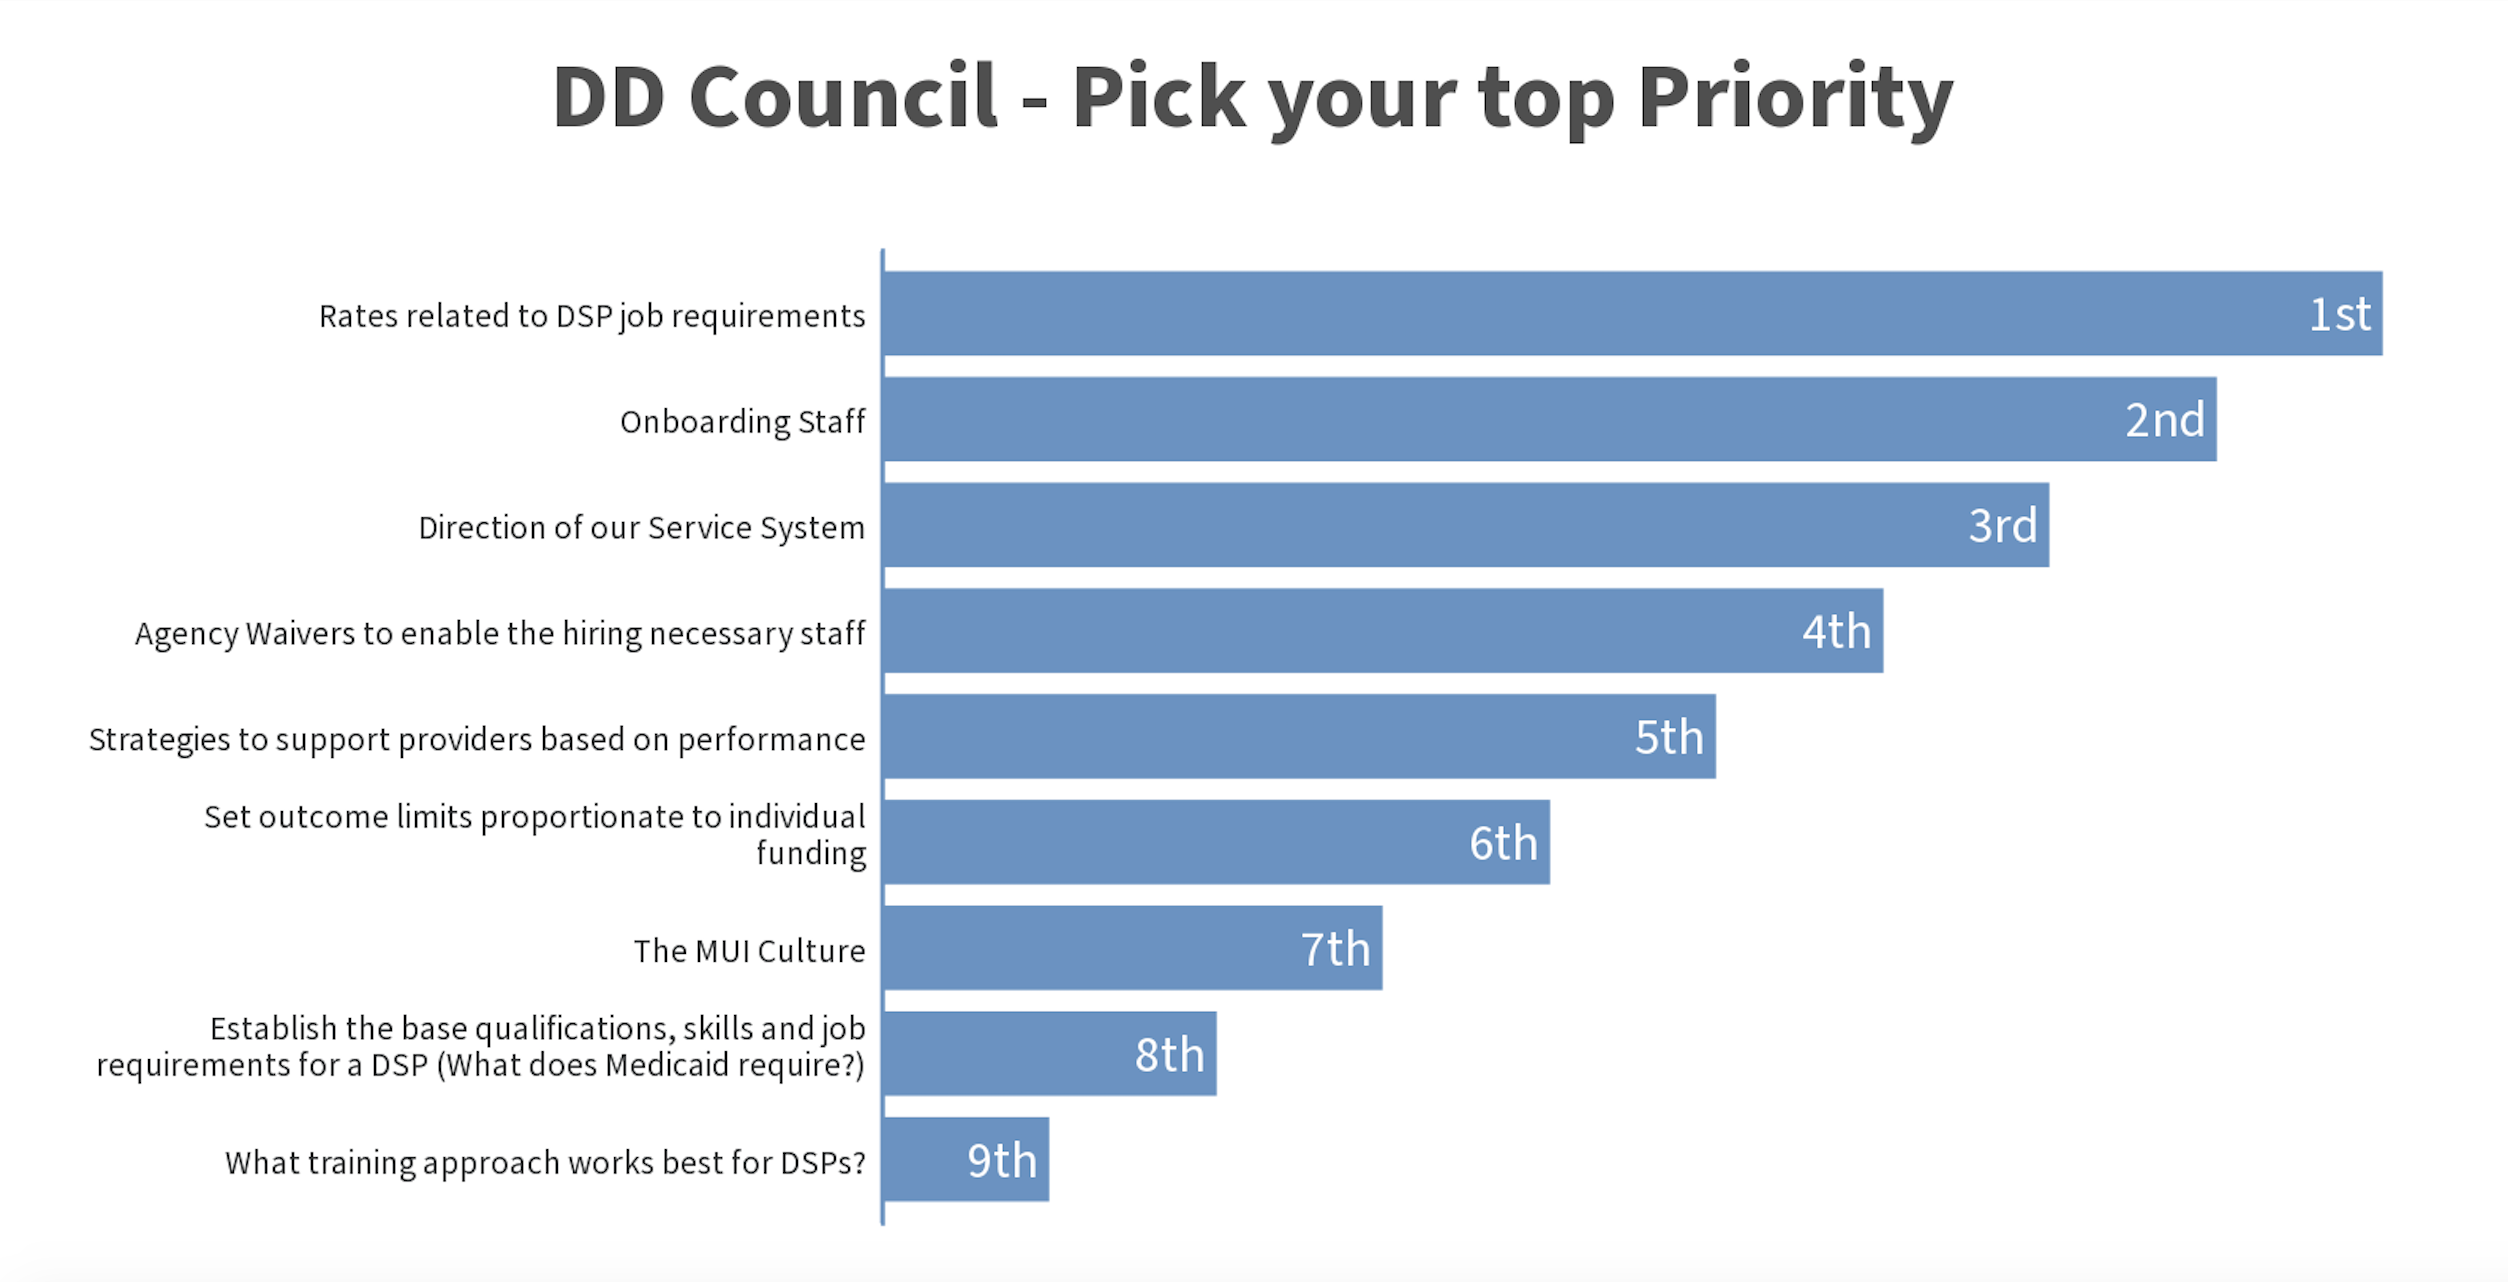 DD Council - Pick your top Priority
Rates related to DSP job requirements
1st
Onboarding Staff
2nd
Direction of our Service System
3rd
Agency Waivers to enable the hiring necessary staff
4th
Strategies to support providers based on performance
5th
Set outcome limits proportionate to individual
funding
6th
The MUI Culture
7th
Establish the base qualifications, skills and job
requirements for a DSP (What does Medicaid require?)
8th
What training approach works best for DSPs?
9th